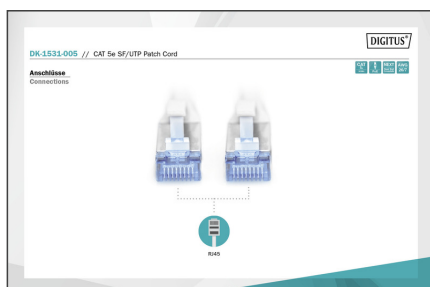 DIGITUS®
DK-1531-005 // CAT 5e SF/UTP Patch Cord
Anschlüsse
Connections
RJ45